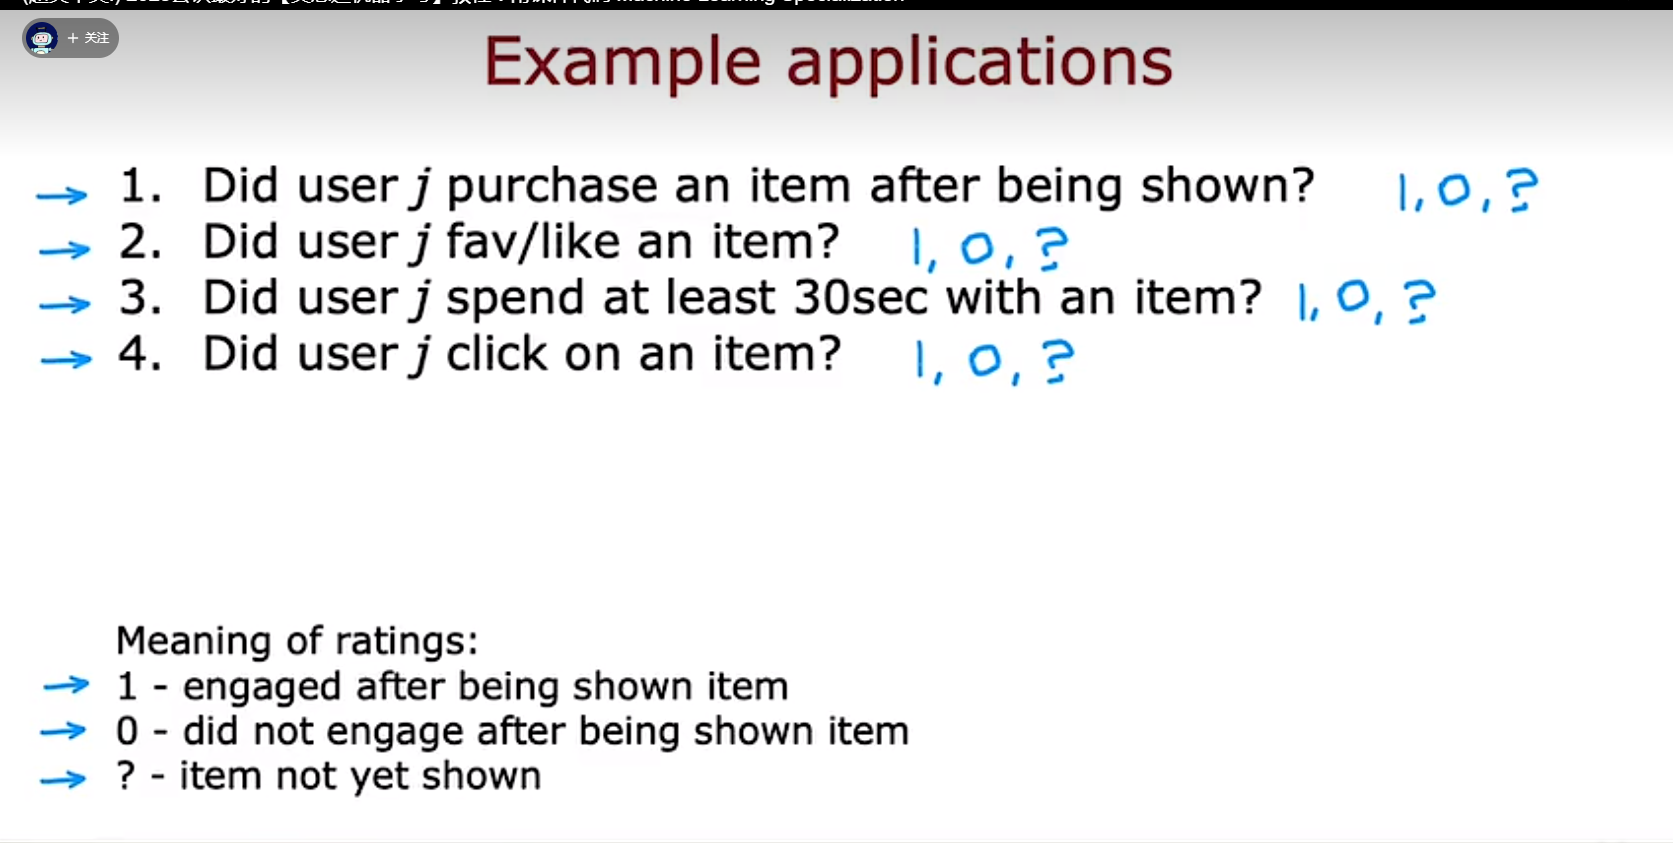 Machine Learning Specialization
+ 关注
Example applications
→ 1. Did user j purchase an item after being shown? 1, 0, ?
→ 2. Did user j fav/like an item? 1, 0, ?
→ 3. Did user j spend at least 30sec with an item? 1, 0, ?
→ 4. Did user j click on an item? 1, 0, ?
Meaning of ratings:
→ 1 - engaged after being shown item
→ 0 - did not engage after being shown item
→ ? - item not yet shown